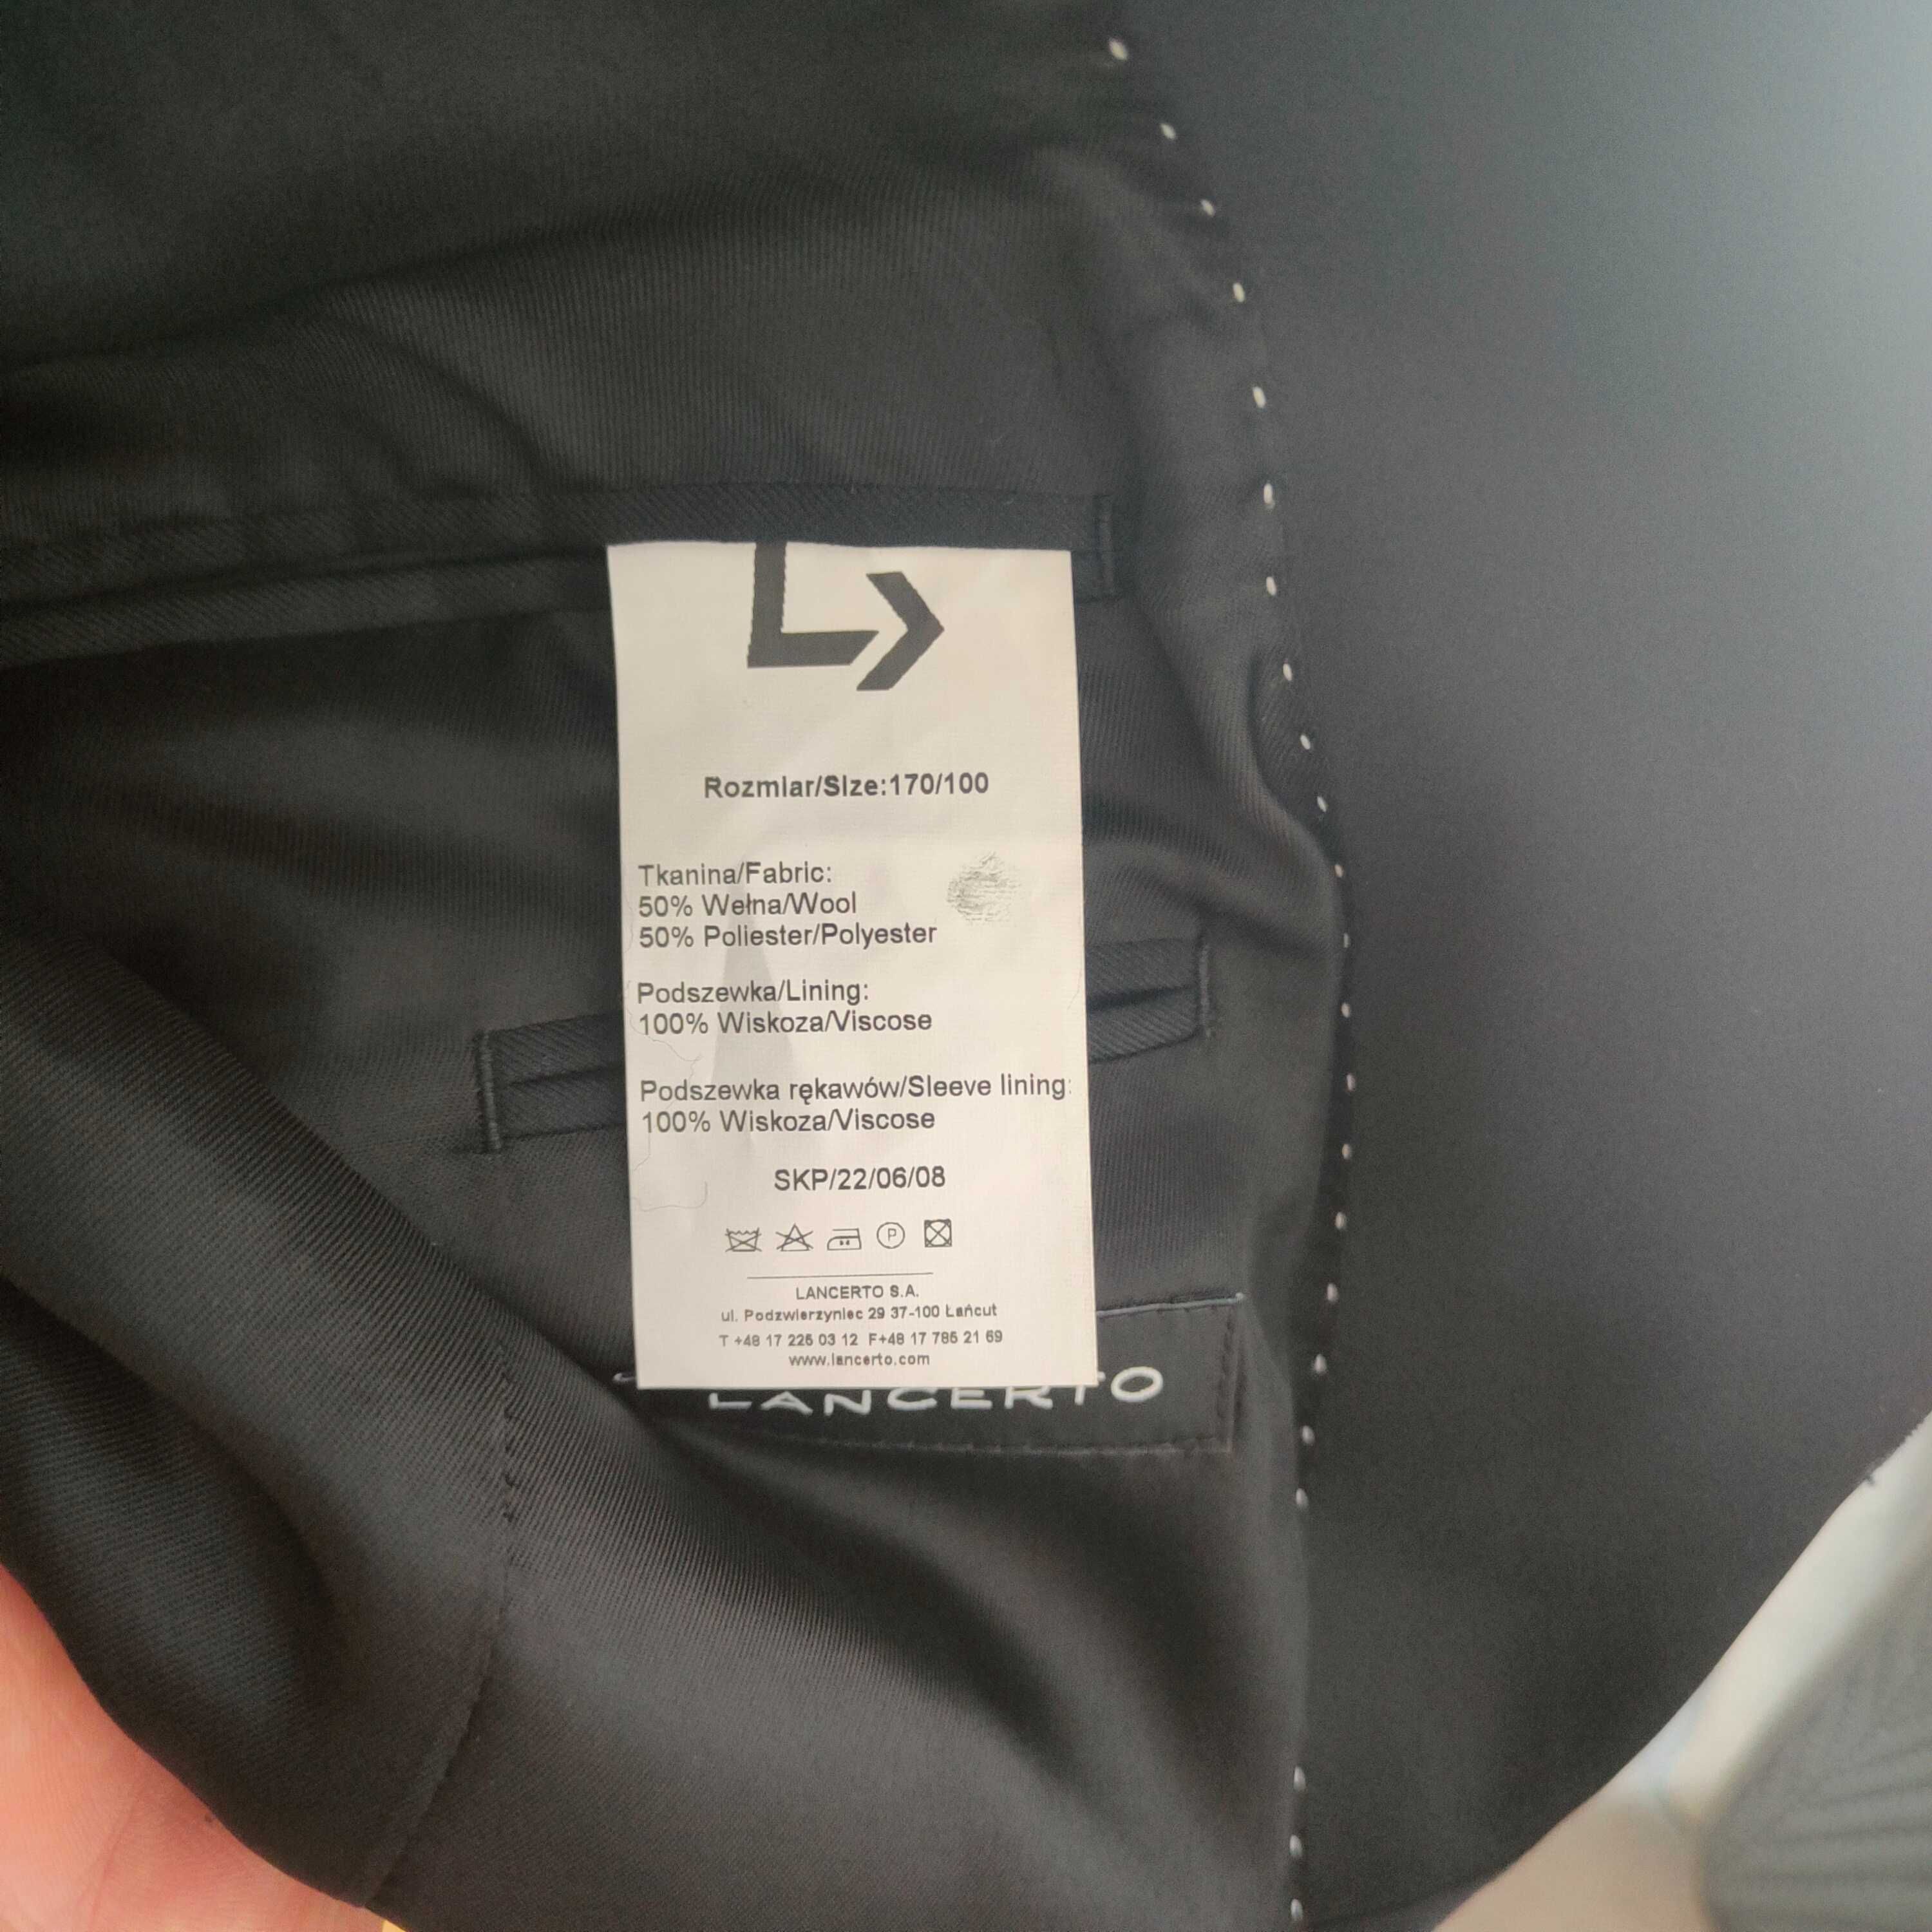 Rozmiar/Size:170/100
Tkanina/Fabric:
50% Wełna/Wool
50% Poliester/Polyester
Podszewka/Lining:
100% Wiskoza/Viscose
Podszewka rękawów/Sleeve lining:
100% Wiskoza/Viscose
SKP/22/06/08
P
LANCERTO S.A.
ul. Podzwierzyniec 29 37-100 Łańcut
T +48 17 225 03 12 F+48 17 785 21 69
www.lancerto.com
LANCERTO